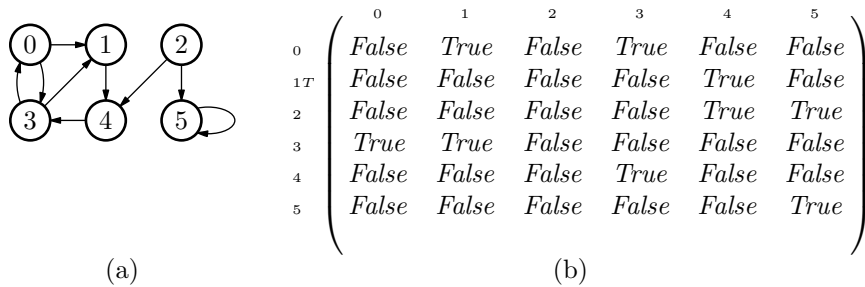 0 1 2
3 4 5
(a)
0 1 2 3 4 5
0 False True False True False False
1T False False False False True False
2 False False False False True True
3 True True False False False False
4 False False False True False False
5 False False False False False True
(b)